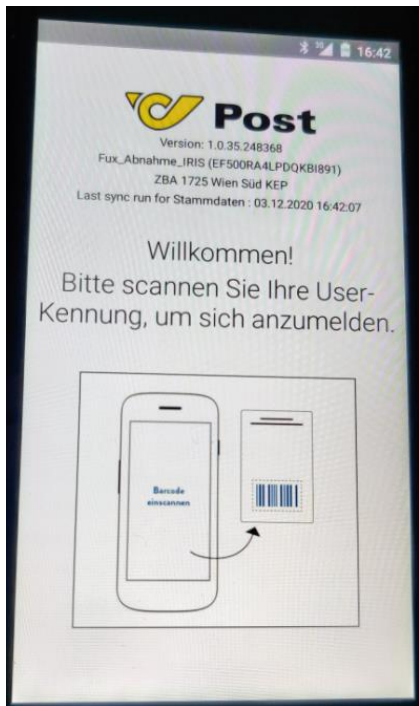 16:42
Post
Version: 1.0.35.248368
Fux_Abnahme_IRIS (EF500RA4LPDQKBI891)
ZBA 1725 Wien Süd KEP
Last sync run for Stammdaten : 03.12.2020 16:42:07
Willkommen!
Bitte scannen Sie Ihre User-
Kennung, um sich anzumelden.
Barcode
einscannen